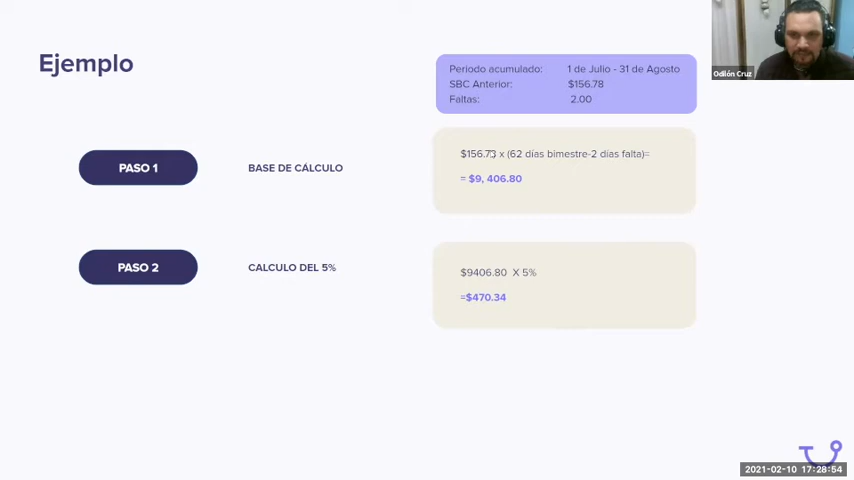 Ejemplo
Periodo acumulado: 1 de Julio - 31 de Agosto
SBC Anterior: $156.78
Faltas: 2.00
Odilón Cruz
PASO 1
BASE DE CÁLCULO
$156.73 x (62 días bimestre-2 días falta)=
= $9, 406.80
PASO 2
CALCULO DEL 5%
$9406.80 X 5%
=$470.34
2021-02-10 17:28:54